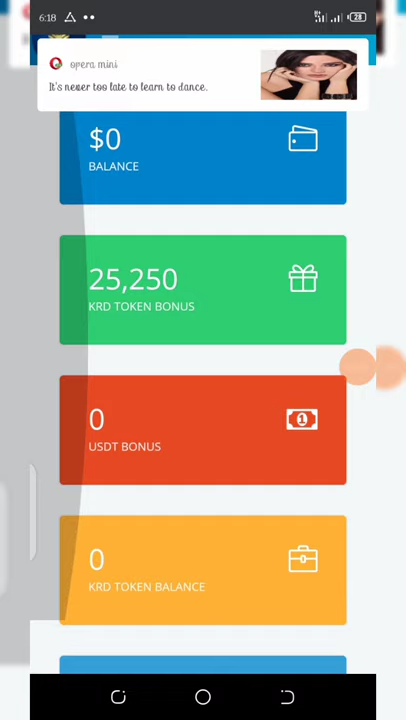 6:18
28
opera mini
It's never too late to learn to dance.
$0
BALANCE
25,250
KRD TOKEN BONUS
0
USDT BONUS
0
KRD TOKEN BALANCE